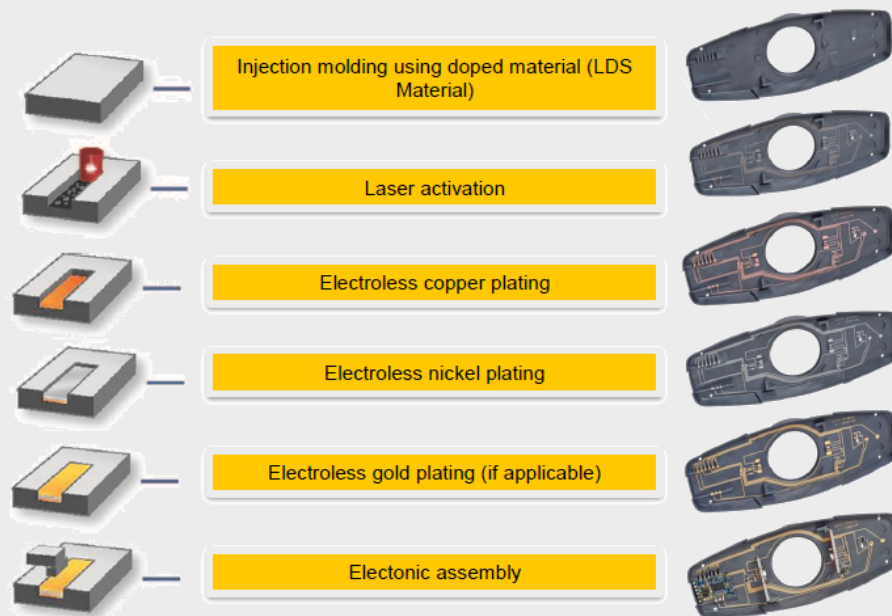 Injection molding using doped material (LDS
Material)
Laser activation
Electroless copper plating
Electroless nickel plating
Electroless gold plating (if applicable)
Electonic assembly